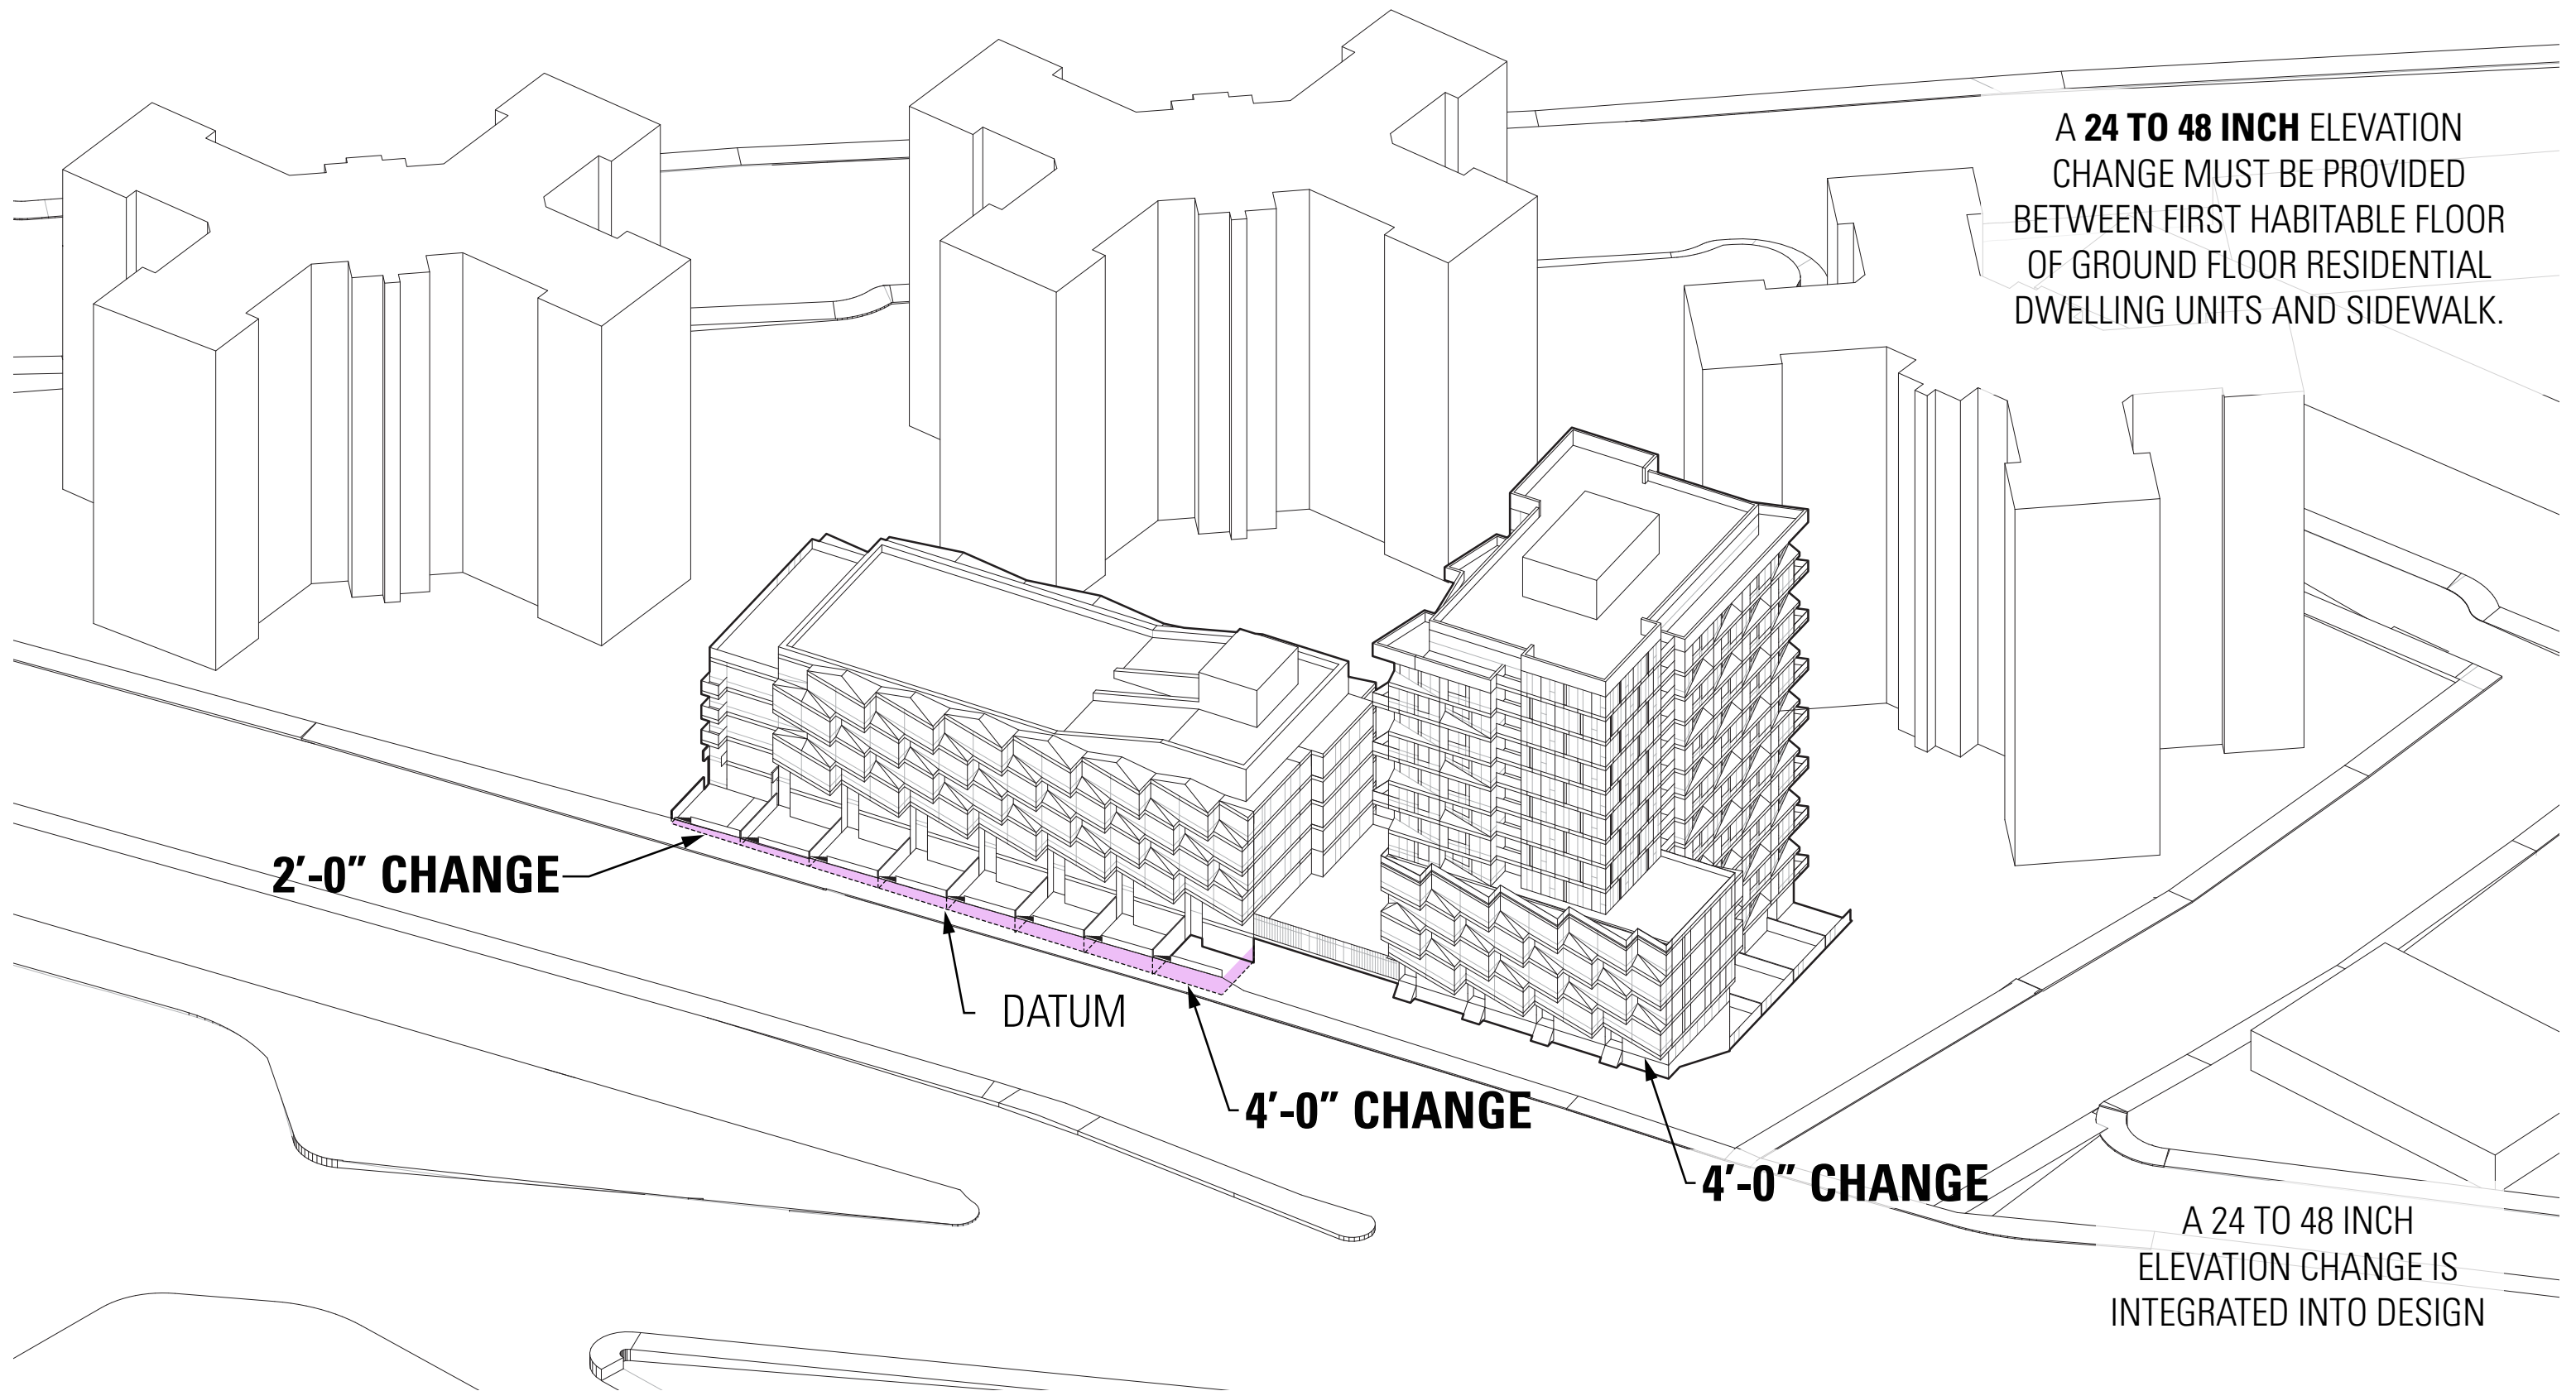 A 24 TO 48 INCH ELEVATION
CHANGE MUST BE PROVIDED
BETWEEN FIRST HABITABLE FLOOR
OF GROUND FLOOR RESIDENTIAL
DWELLING UNITS AND SIDEWALK.
2’-0” CHANGE
DATUM
4’-0” CHANGE
4’-0” CHANGE
A 24 TO 48 INCH
ELEVATION CHANGE IS
INTEGRATED INTO DESIGN